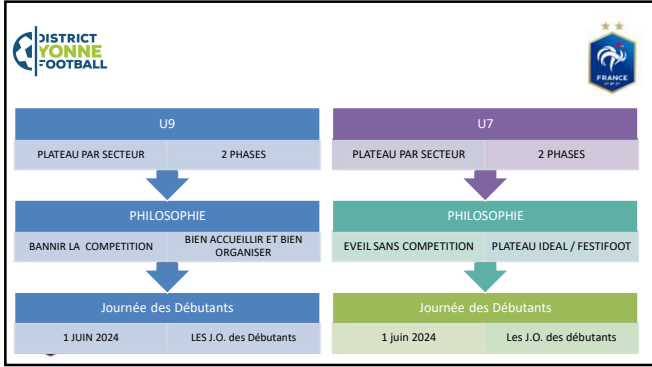 DISTRICT
YONNE
FOOTBALL
FRANCE
U9
PLATEAU PAR SECTEUR
2 PHASES
PHILOSOPHIE
BANNIR LA COMPETITION
BIEN ACCUEILLIR ET BIEN
ORGANISER
Journée des Débutants
1 JUIN 2024
LES J.O. des Débutants
U7
PLATEAU PAR SECTEUR
2 PHASES
PHILOSOPHIE
EVEIL SANS COMPETITION
PLATEAU IDEAL / FESTIFOOT
Journée des Débutants
1 juin 2024
Les J.O. des débutants